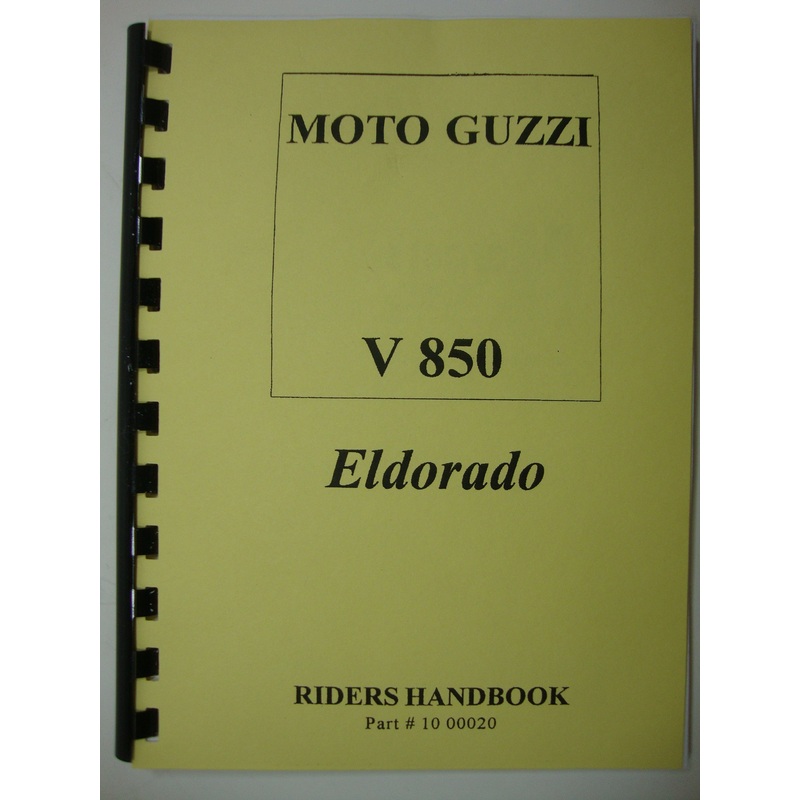 MOTO GUZZI
V 850
Eldorado
RIDERS HANDBOOK
Part # 10 00020